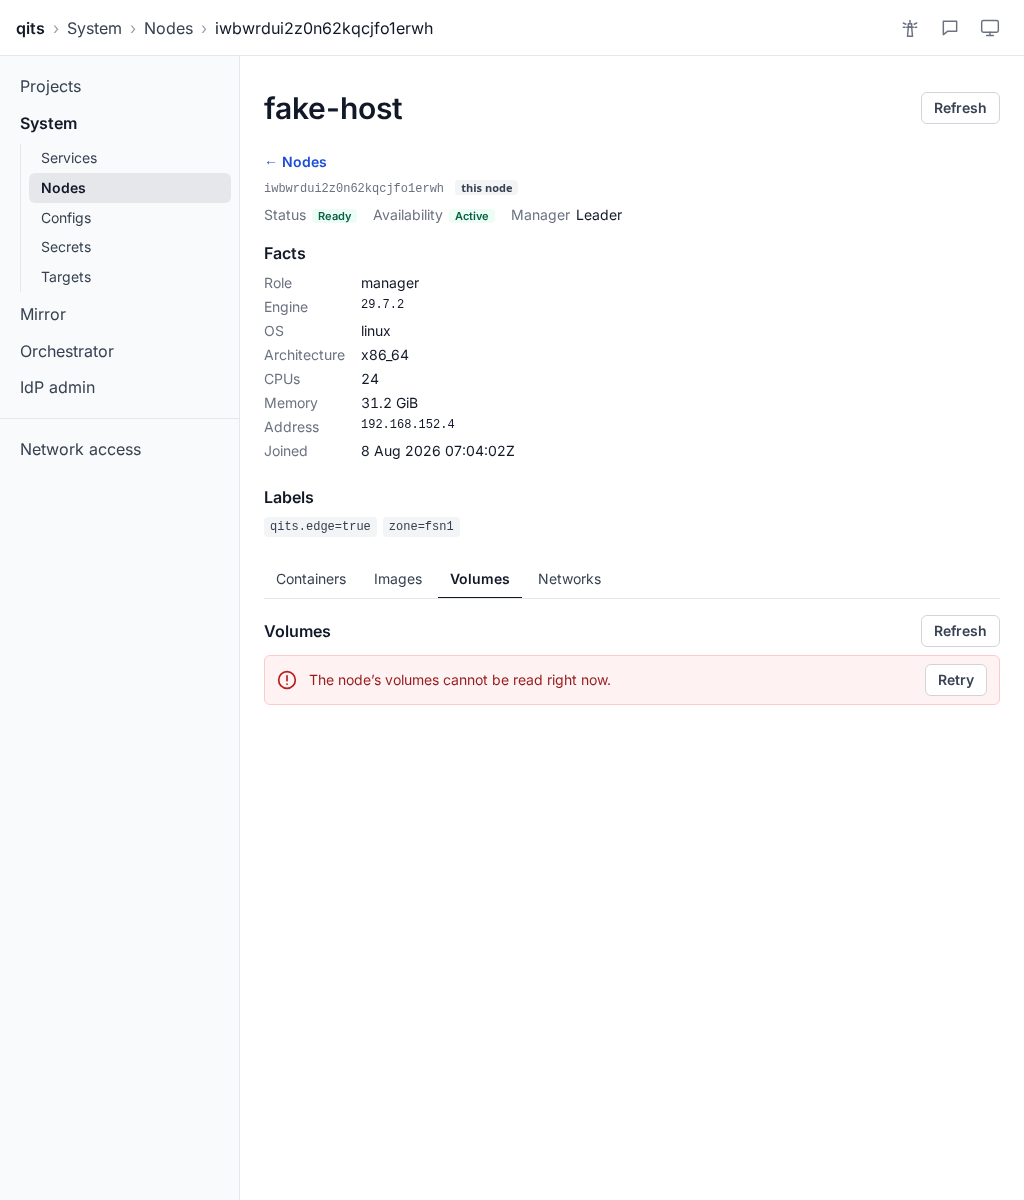 qits › System › Nodes › iwbwrdui2z0n62kqcjfo1erwh
Projects
System
Services
Nodes
Configs
Secrets
Targets
Mirror
Orchestrator
IdP admin
Network access
fake-host
Refresh
← Nodes
iwbwrdui2z0n62kqcjfo1erwh this node
Status Ready Availability Active Manager Leader
Facts
Role manager
Engine 29.7.2
OS linux
Architecture x86_64
CPUs 24
Memory 31.2 GiB
Address 192.168.152.4
Joined 8 Aug 2026 07:04:02Z
Labels
qits.edge=true zone=fsn1
Containers Images Volumes Networks
Volumes Refresh
The node’s volumes cannot be read right now. Retry